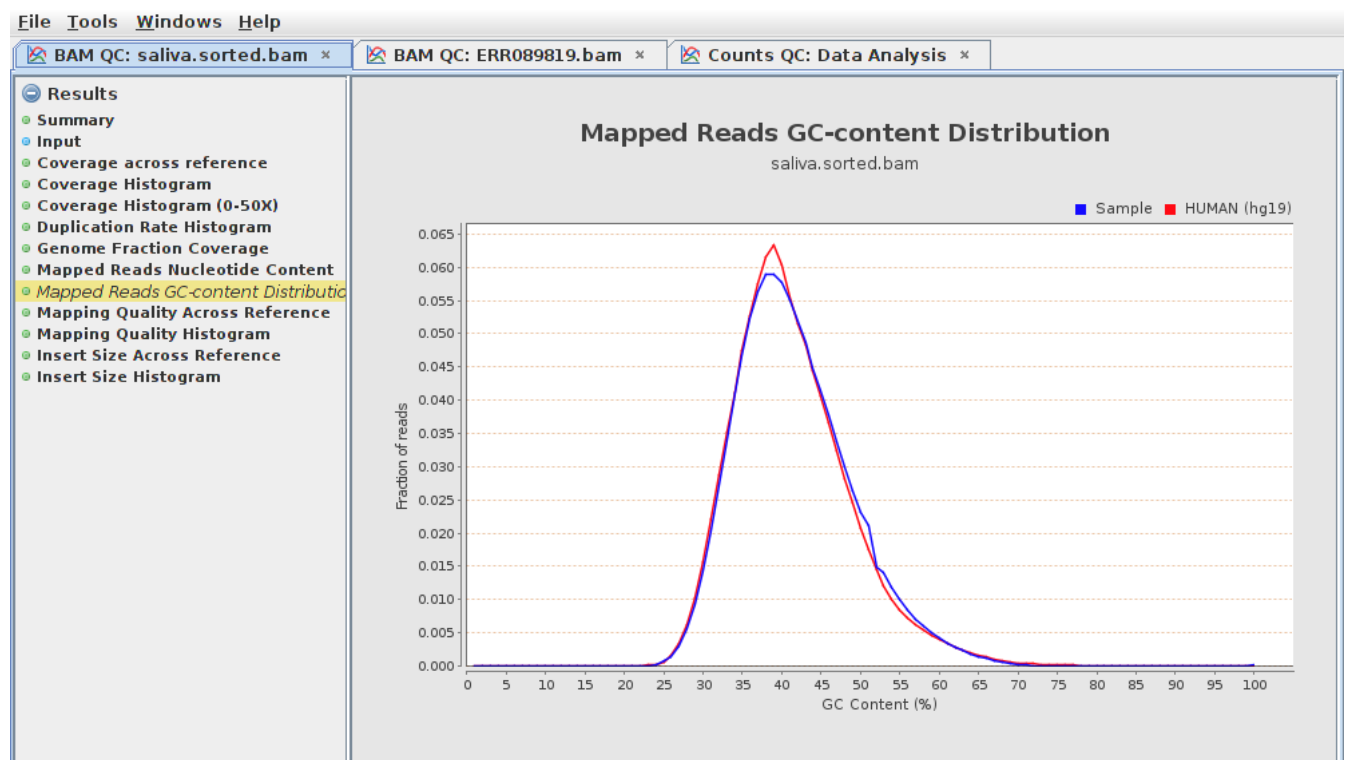 File Tools Windows Help
BAM QC: saliva.sorted.bam × BAM QC: ERR089819.bam × Counts QC: Data Analysis ×
Results
Summary
Input
Coverage across reference
Coverage Histogram
Coverage Histogram (0-50X)
Duplication Rate Histogram
Genome Fraction Coverage
Mapped Reads Nucleotide Content
Mapped Reads GC-content Distributio
Mapping Quality Across Reference
Mapping Quality Histogram
Insert Size Across Reference
Insert Size Histogram
Mapped Reads GC-content Distribution
saliva.sorted.bam
Sample HUMAN (hg19)
0.065
0.060
0.055
0.050
0.045
0.040
0.035
0.030
0.025
0.020
0.015
0.010
0.005
0.000
Fraction of reads
0 5 10 15 20 25 30 35 40 45 50 55 60 65 70 75 80 85 90 95 100
GC Content (%)